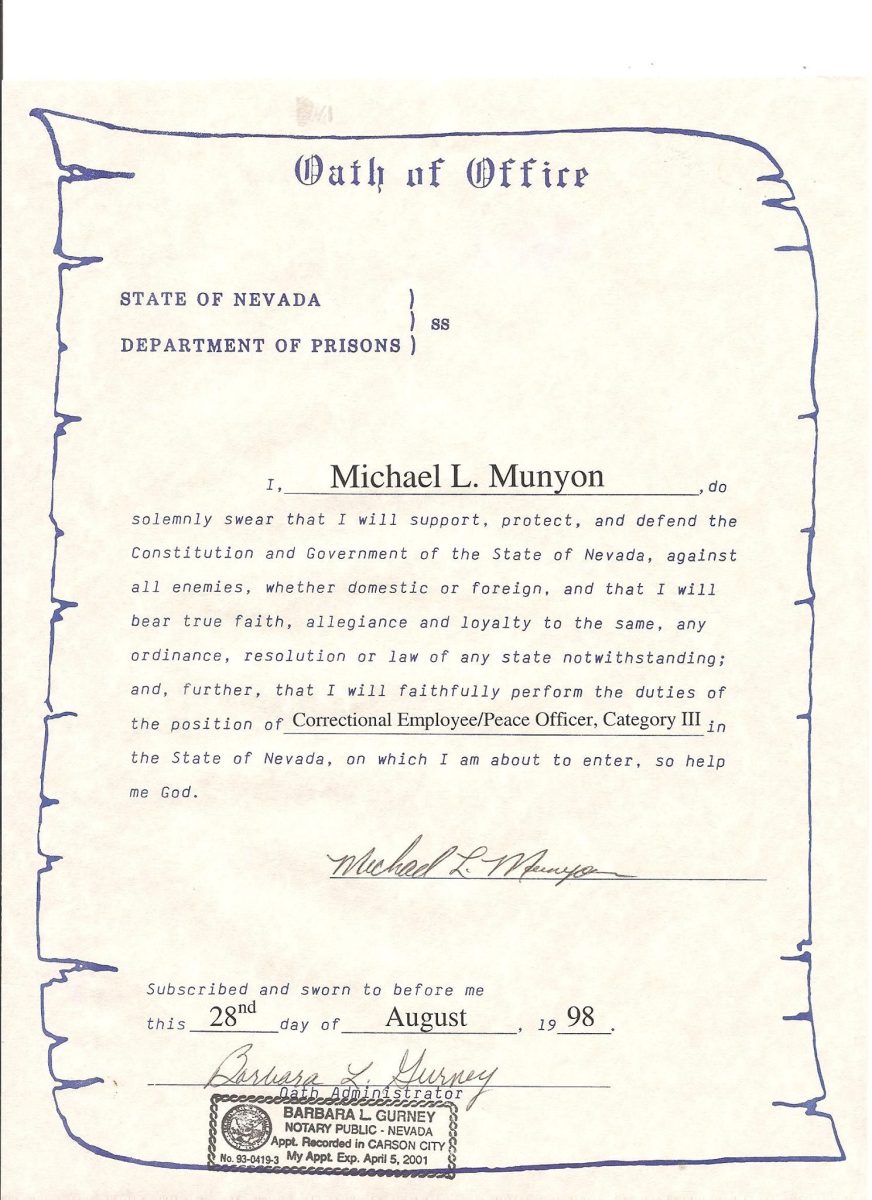 Oath of Office
STATE OF NEVADA )
) ss
DEPARTMENT OF PRISONS )
I, Michael L. Munyon, do
solemnly swear that I will support, protect, and defend the
Constitution and Government of the State of Nevada, against
all enemies, whether domestic or foreign, and that I will
bear true faith, allegiance and loyalty to the same, any
ordinance, resolution or law of any state notwithstanding;
and, further, that I will faithfully perform the duties of
the position of Correctional Employee/Peace Officer, Category III in
the State of Nevada, on which I am about to enter, so help
me God.
Michael L. Munyon
Subscribed and sworn to before me
this 28nd day of August, 19 98.
Barbara L. Gurney
Oath Administrator
BARBARA L. GURNEY
NOTARY PUBLIC - NEVADA
Appt. Recorded in CARSON CITY
No. 93-0419-3 My Appt. Exp. April 5, 2001